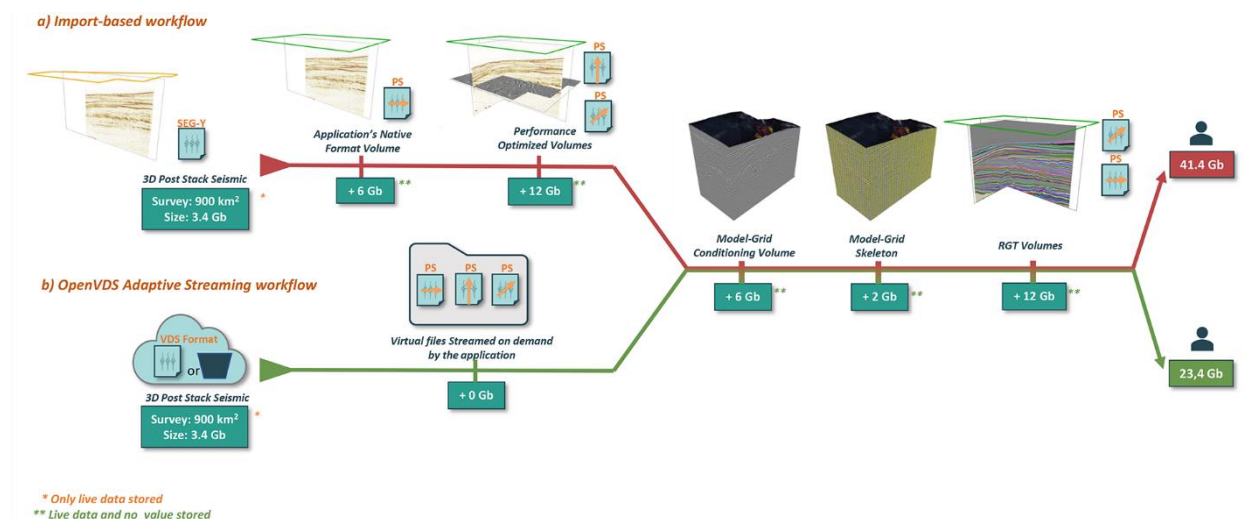 a) Import-based workflow
SEG-Y
3D Post Stack Seismic
Survey: 900 km²
Size: 3.4 Gb
*
PS
Application's Native
Format Volume
+ 6 Gb
**
PS
PS
Performance
Optimized Volumes
+ 12 Gb
**
b) OpenVDS Adaptive Streaming workflow
VDS Format
or
3D Post Stack Seismic
Survey: 900 km²
Size: 3.4 Gb
*
PS PS PS
Virtual files Streamed on demand
by the application
+ 0 Gb
Model-Grid
Conditioning Volume
+ 6 Gb
**
Model-Grid
Skeleton
+ 2 Gb
**
PS
PS
RGT Volumes
+ 12 Gb
**
41.4 Gb
23,4 Gb
* Only live data stored
** Live data and no_value stored